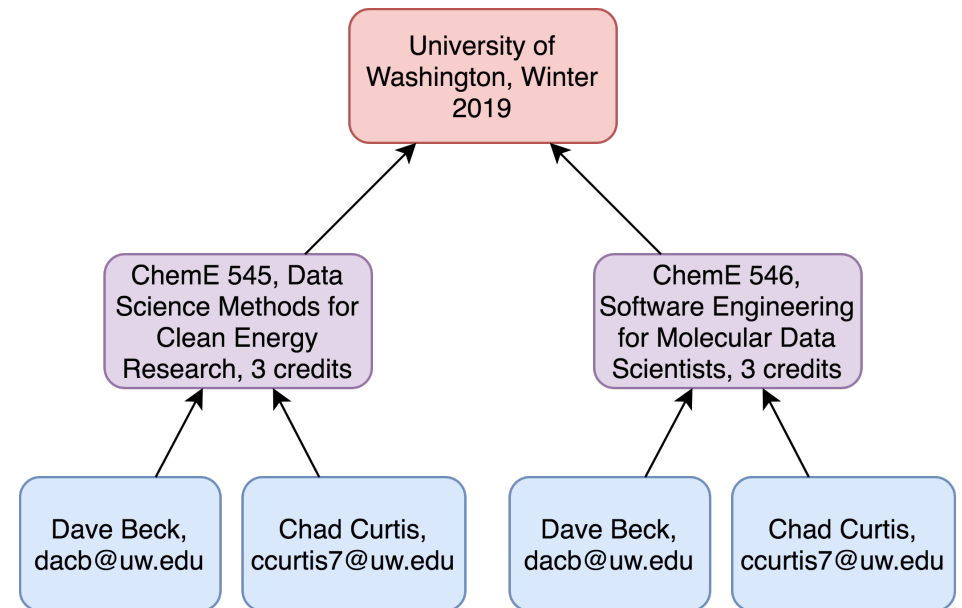 University of
Washington, Winter
2019
ChemE 545, Data
Science Methods for
Clean Energy
Research, 3 credits
ChemE 546,
Software Engineering
for Molecular Data
Scientists, 3 credits
Dave Beck,
dacb@uw.edu
Chad Curtis,
ccurtis7@uw.edu
Dave Beck,
dacb@uw.edu
Chad Curtis,
ccurtis7@uw.edu